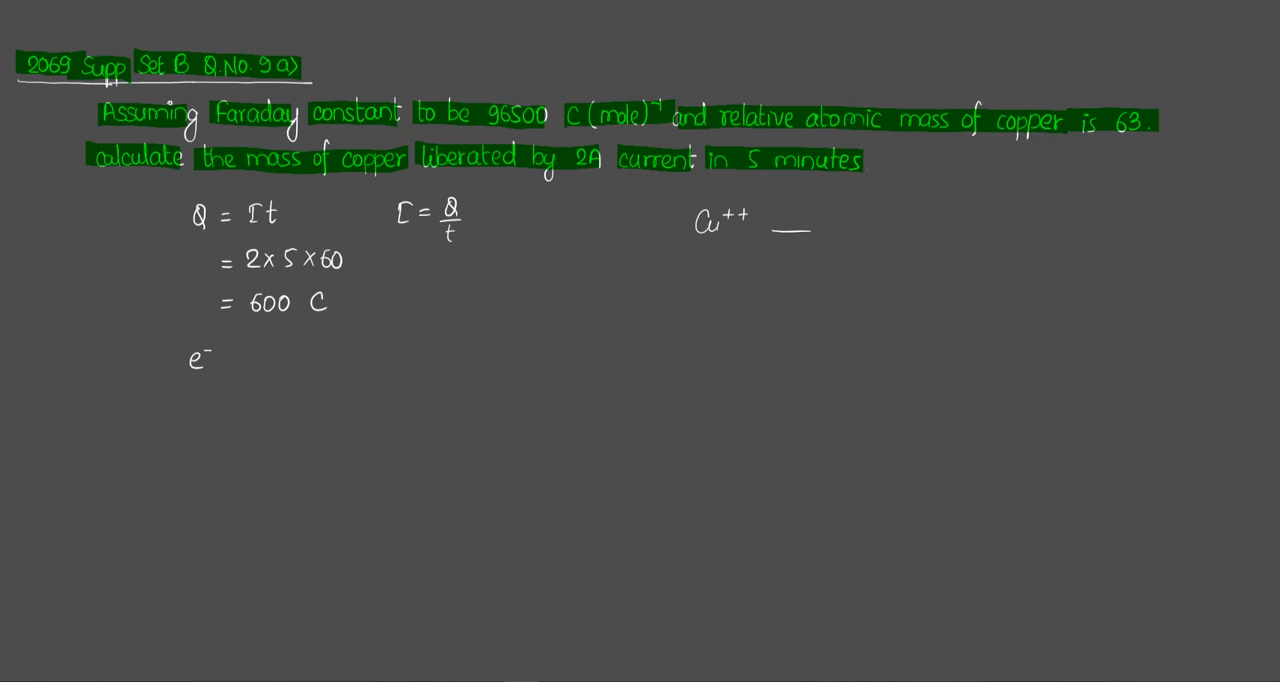 2069 Supp Set B Q.No. 9 a)
Assuming Faraday constant to be 96500 C (mole)⁻¹ and relative atomic mass of copper is 63.
calculate the mass of copper liberated by 2A current in 5 minutes
Q = It I = Q/t Cu⁺⁺ __
= 2 × 5 × 60
= 600 C
e⁻